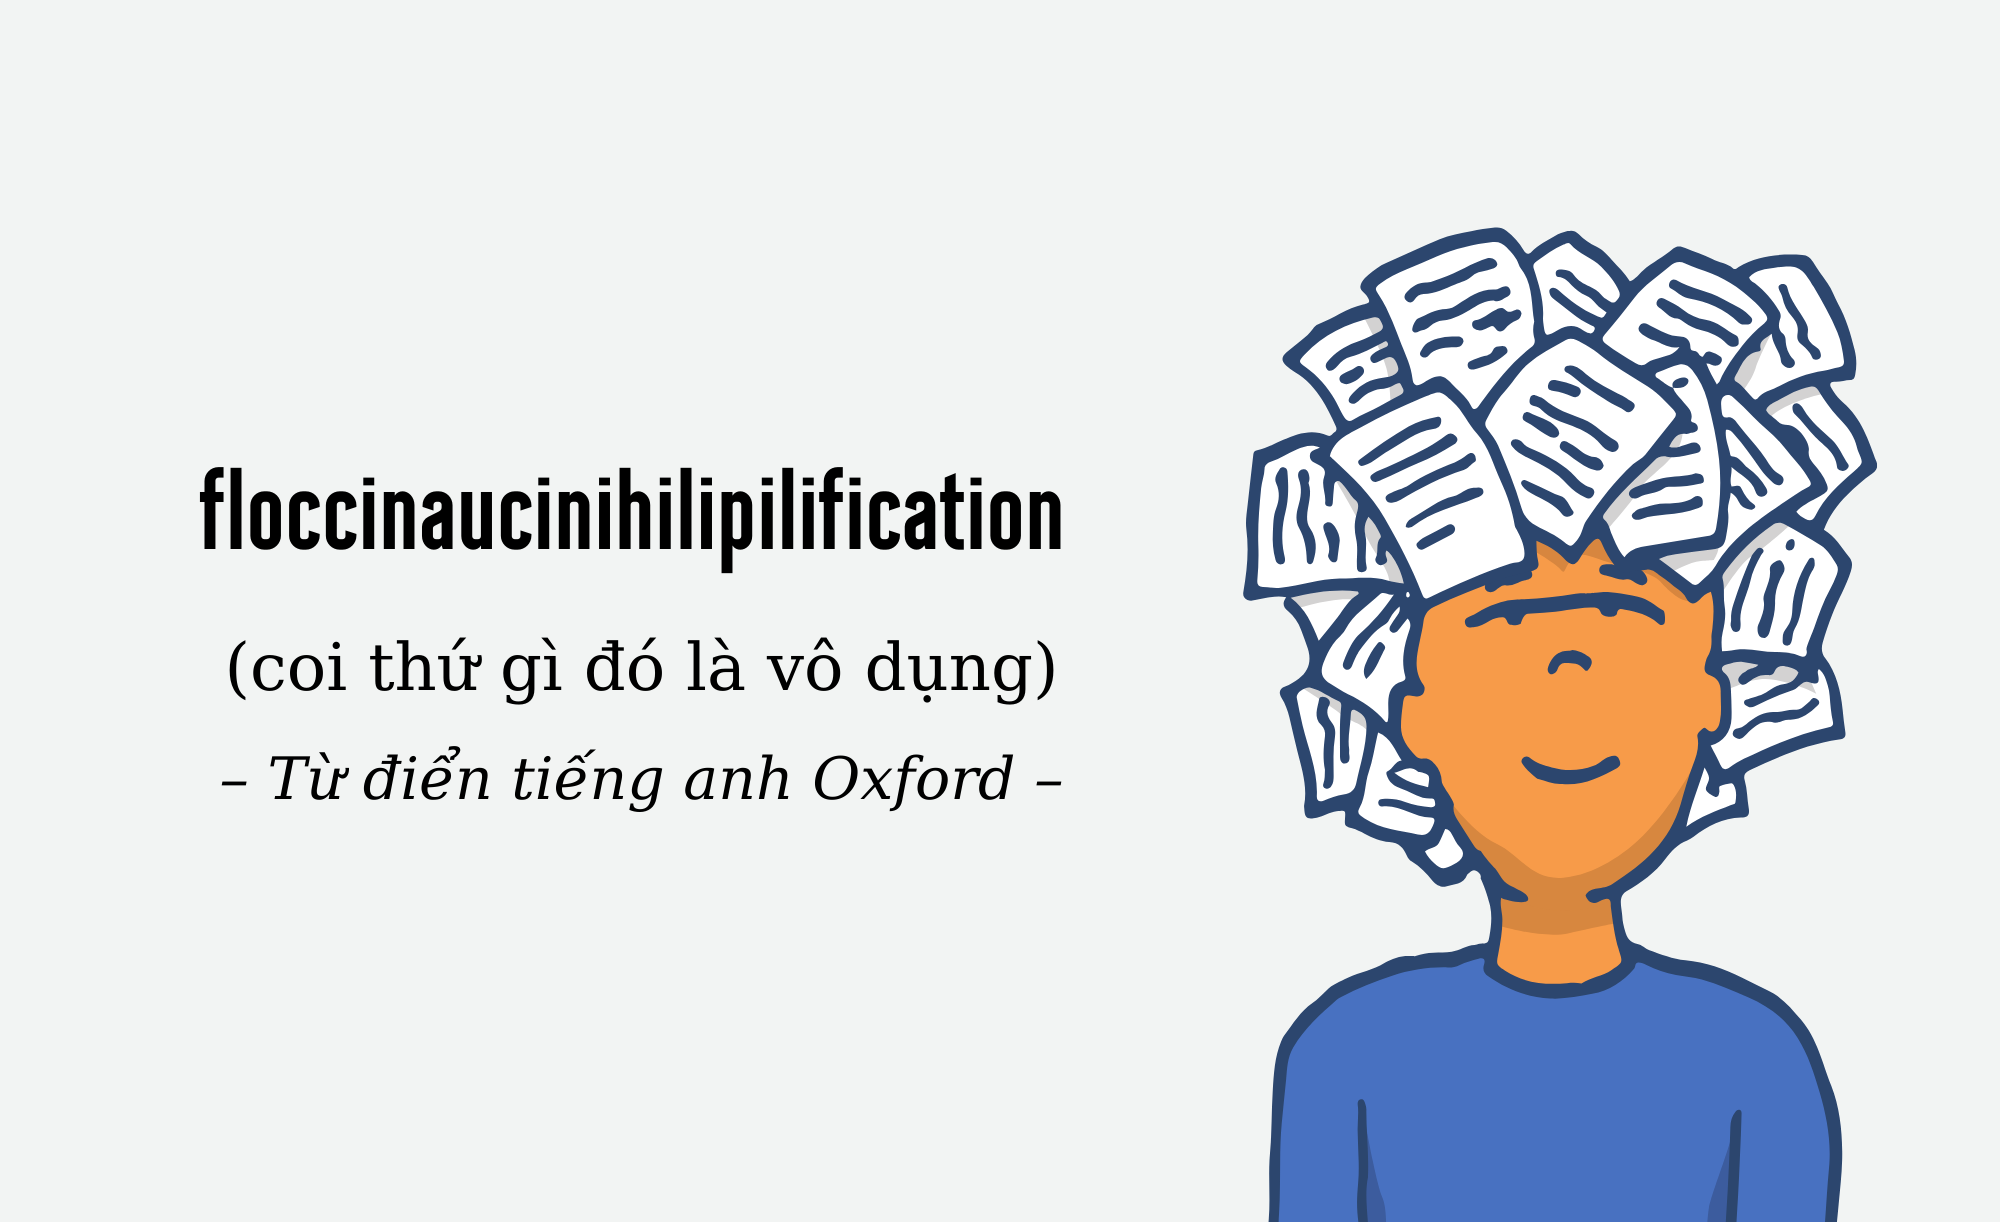 floccinaucinihilipilification
(coi thứ gì đó là vô dụng)
– Từ điển tiếng anh Oxford –